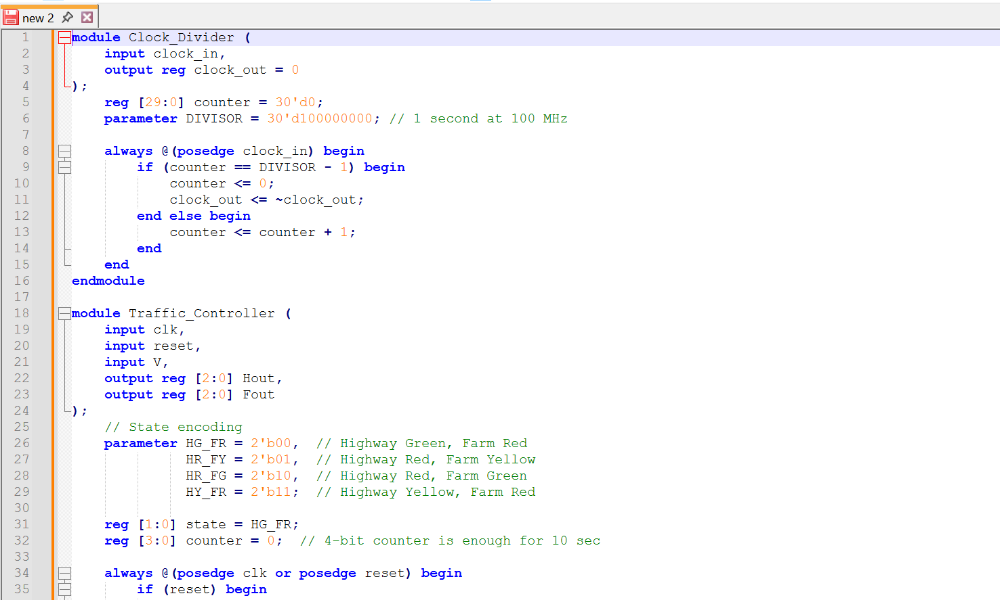 new 2
1 module Clock_Divider (
2     input clock_in,
3     output reg clock_out = 0
4 );
5     reg [29:0] counter = 30'd0;
6     parameter DIVISOR = 30'd100000000; // 1 second at 100 MHz
7
8     always @(posedge clock_in) begin
9         if (counter == DIVISOR - 1) begin
10             counter <= 0;
11             clock_out <= ~clock_out;
12         end else begin
13             counter <= counter + 1;
14         end
15     end
16 endmodule
17
18 module Traffic_Controller (
19     input clk,
20     input reset,
21     input V,
22     output reg [2:0] Hout,
23     output reg [2:0] Fout
24 );
25     // State encoding
26     parameter HG_FR = 2'b00,  // Highway Green, Farm Red
27               HR_FY = 2'b01,  // Highway Red, Farm Yellow
28               HR_FG = 2'b10,  // Highway Red, Farm Green
29               HY_FR = 2'b11;  // Highway Yellow, Farm Red
30
31     reg [1:0] state = HG_FR;
32     reg [3:0] counter = 0;  // 4-bit counter is enough for 10 sec
33
34     always @(posedge clk or posedge reset) begin
35         if (reset) begin